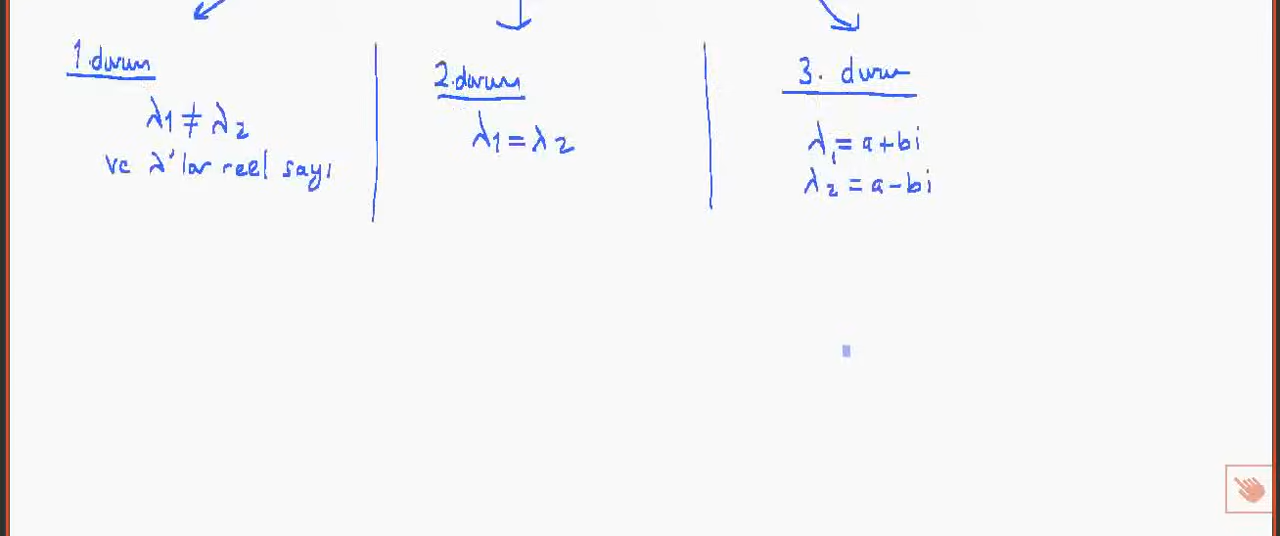 1.durum
λ1 ≠ λ2
ve λ'lar reel sayı
2.durum
λ1 = λ2
3. durum
λ1 = a+bi
λ2 = a-bi